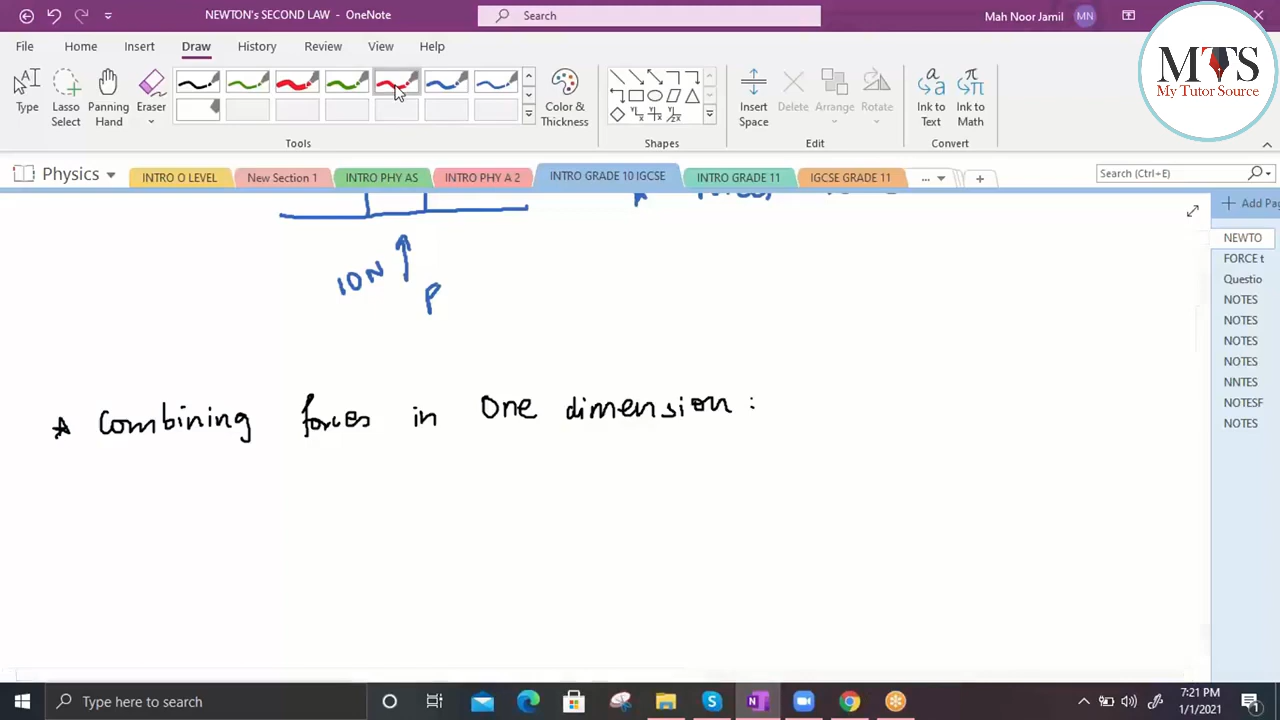 NEWTON's SECOND LAW - OneNote
Search
Mah Noor Jamil
MN
MTS
My Tutor Source
File Home Insert Draw History Review View Help
Type
Lasso Select
Panning Hand
Eraser
Color & Thickness
Insert Space
Delete
Arrange
Rotate
Ink to Text
Ink to Math
Tools
Shapes
Edit
Convert
Physics
INTRO O LEVEL
New Section 1
INTRO PHY AS
INTRO PHY A 2
INTRO GRADE 10 IGCSE
INTRO GRADE 11
IGCSE GRADE 11
...
Search (Ctrl+E)
Add Pag
NEWTO
FORCE t
Questio
NOTES
NOTES
NOTES
NOTES
NNTES
NOTESF
NOTES
10N
P
Combining forces in One dimension :
Type here to search
7:21 PM
1/1/2021